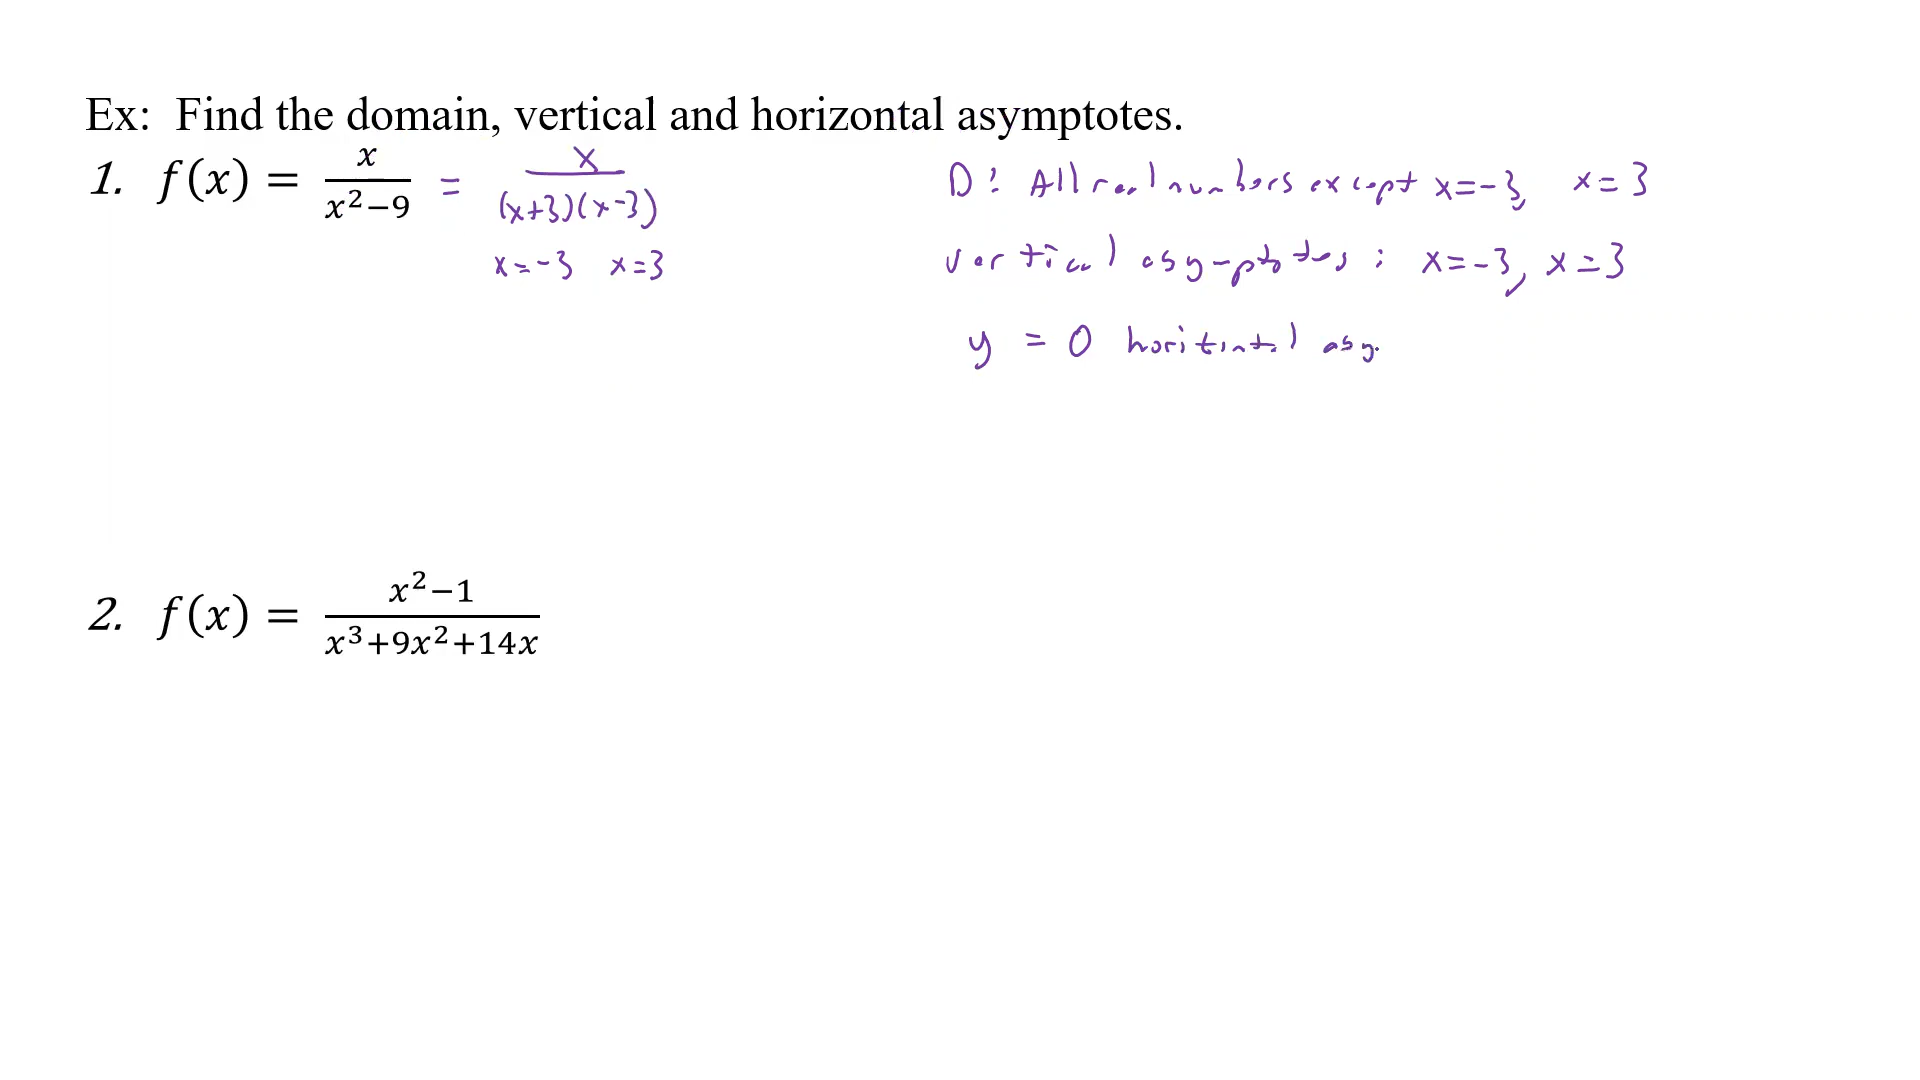 Ex: Find the domain, vertical and horizontal asymptotes.
1. f(x) = x/(x²−9) = x/((x+3)(x-3))
x=-3 x=3
D: All real numbers except x=-3, x=3
vertical asymptotes: x=-3, x=3
y = 0 horizontal asy.
2. f(x) = (x²−1)/(x³+9x²+14x)